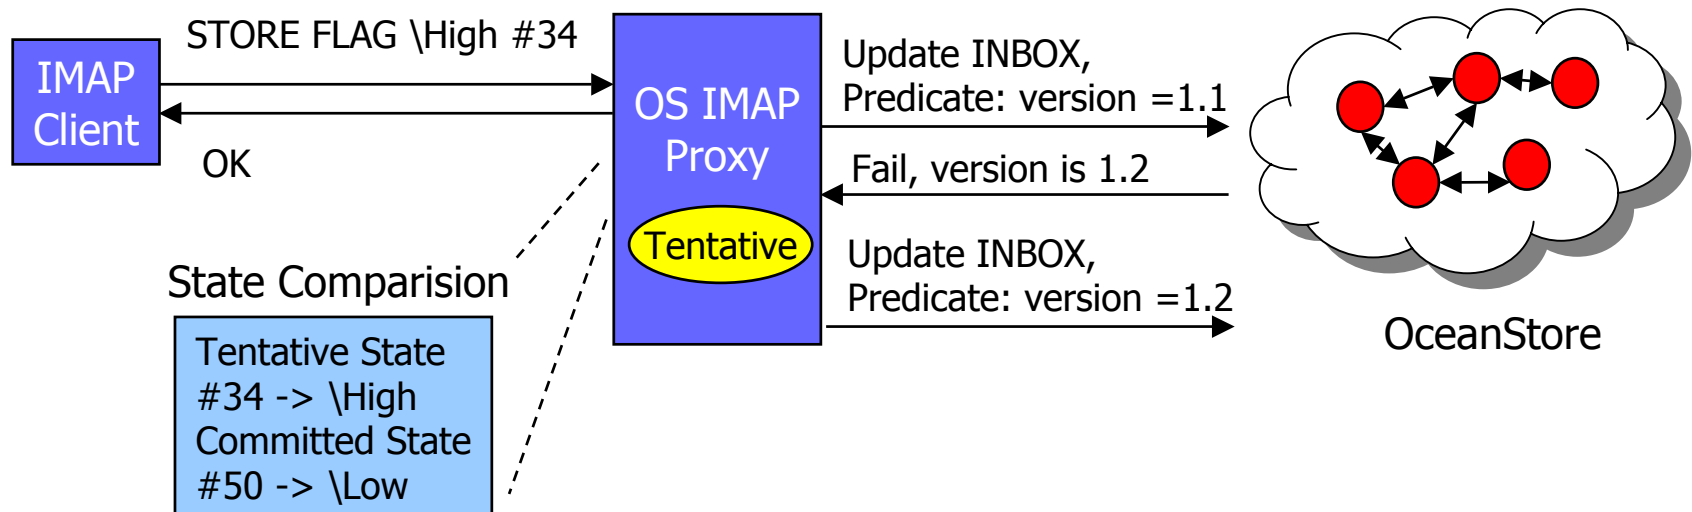 STORE FLAG \High #34
IMAP
Client
OK
OS IMAP
Proxy
Tentative
Update INBOX,
Predicate: version =1.1
Fail, version is 1.2
Update INBOX,
Predicate: version =1.2
OceanStore
State Comparision
Tentative State
#34 -> \High
Committed State
#50 -> \Low